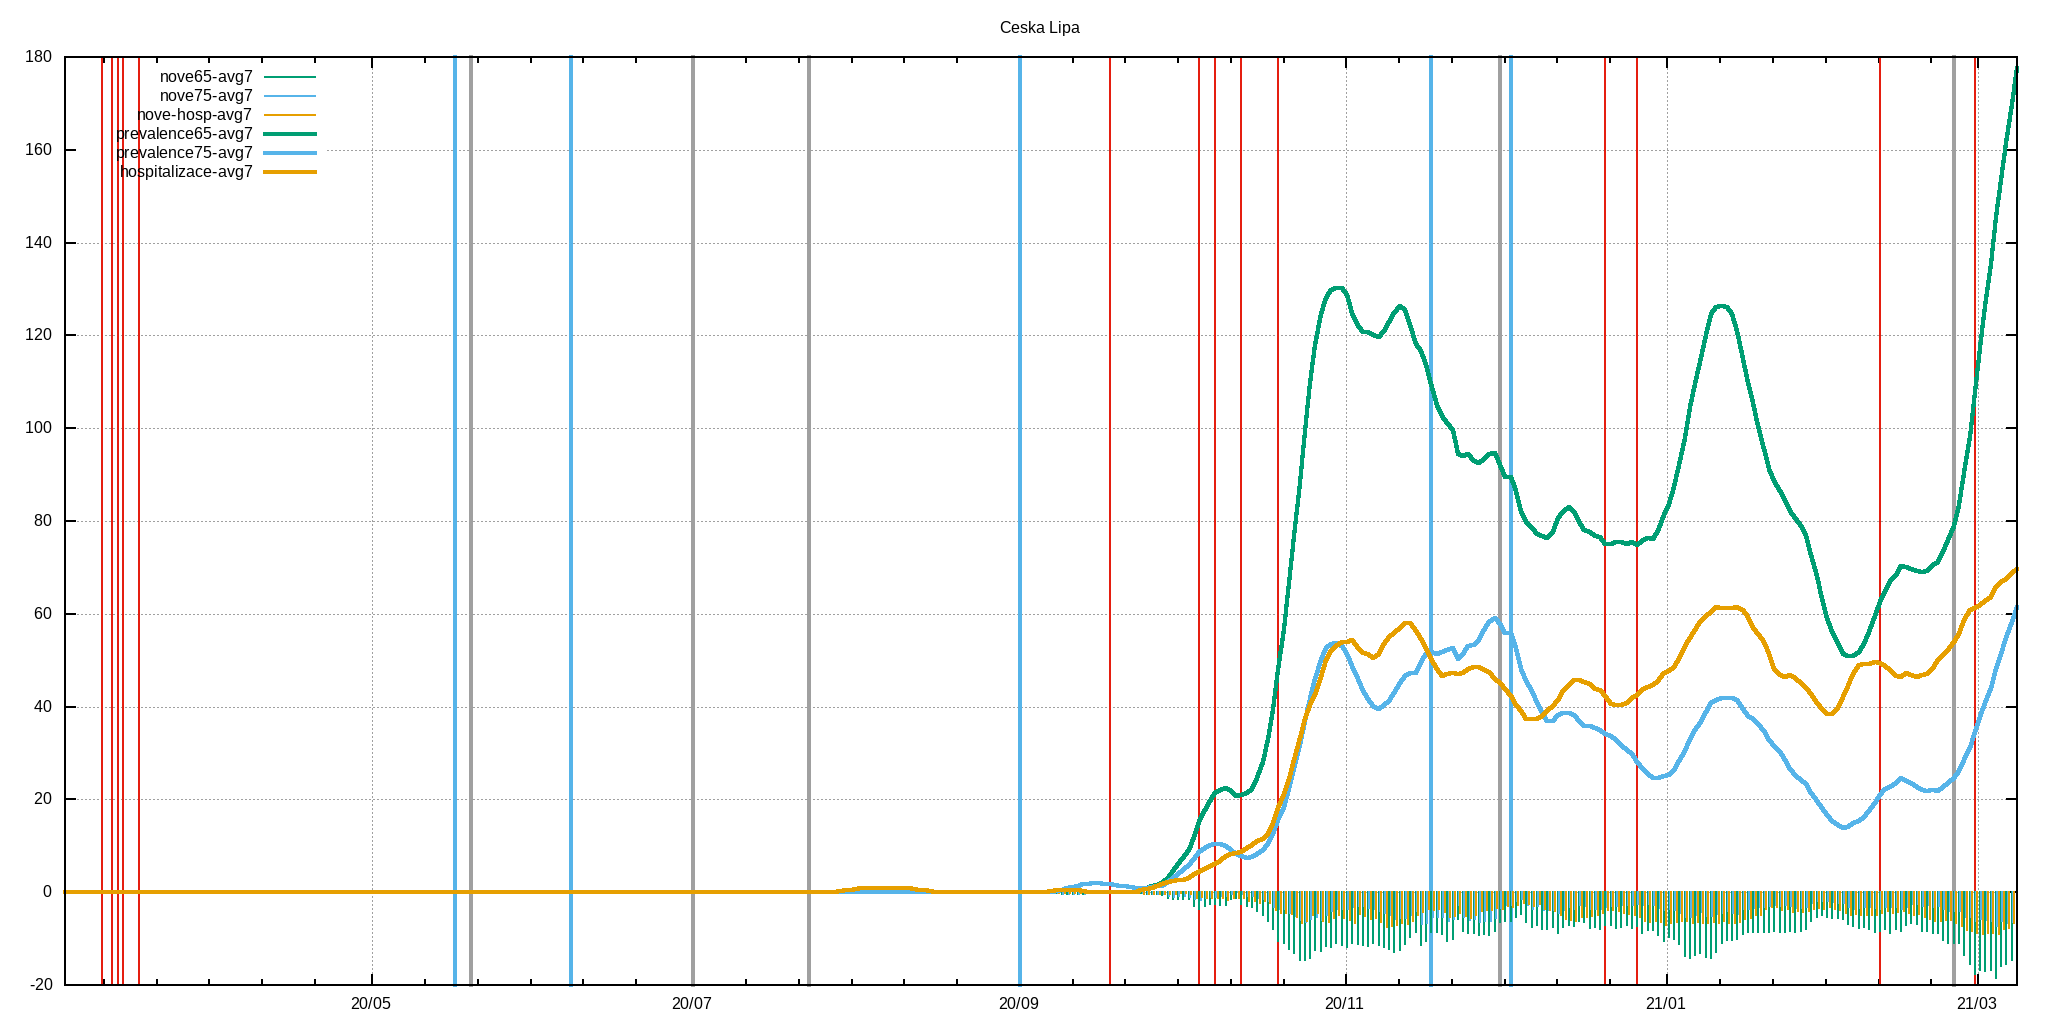 Ceska Lipa
180
160
140
120
100
80
60
40
20
0
-20
nove65-avg7
nove75-avg7
nove-hosp-avg7
prevalence65-avg7
prevalence75-avg7
hospitalizace-avg7
20/05 20/07 20/09 20/11 21/01 21/03